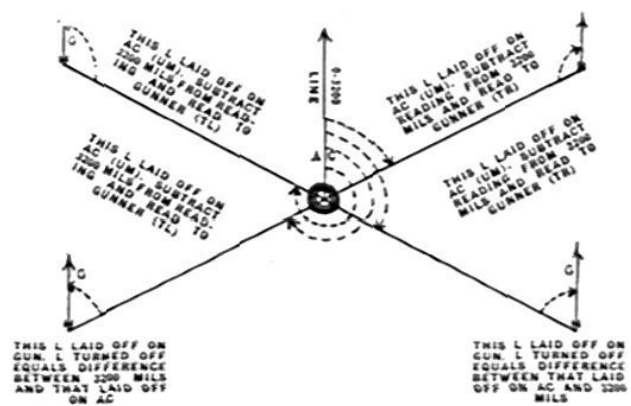 G
THIS L LAID OFF ON
AC (UM). SUBTRACT
3200 MILS FROM READ-
ING AND READ TO
GUNNER (TL)
0-3200
LINE
THIS L LAID OFF ON
AC (UM). SUBTRACT
READING FROM 3200
MILS AND READ TO
GUNNER (TR)
THIS L LAID OFF ON
AC (UM). SUBTRACT
3200 MILS FROM READ-
ING AND READ TO
GUNNER (TL)
AC
THIS L LAID OFF ON
AC (UM). SUBTRACT
READING FROM 3200
MILS AND READ TO
GUNNER (TR)
G
G
THIS L LAID OFF ON
GUN. L TURNED OFF
EQUALS DIFFERENCE
BETWEEN 3200 MILS
AND THAT LAID OFF
ON AC
THIS L LAID OFF ON
GUN. L TURNED OFF
EQUALS DIFFERENCE
BETWEEN THAT LAID
OFF ON AC AND 3200
MILS